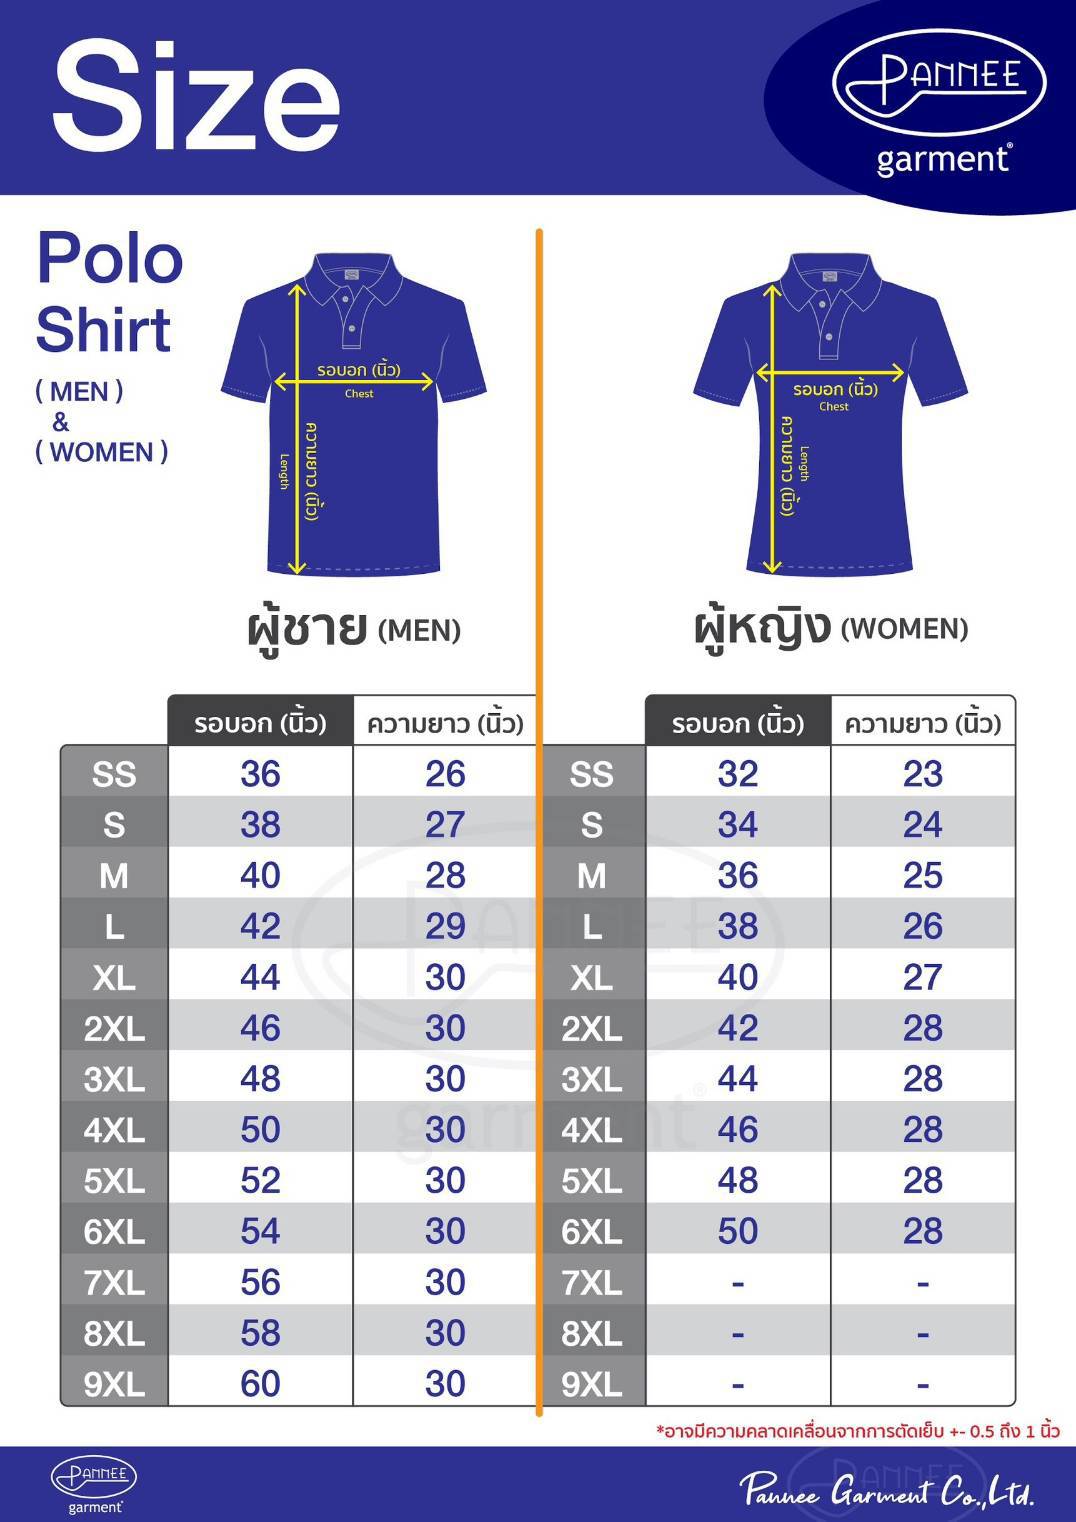 Size
PANNEE
garment®
Polo
Shirt
( MEN )
&
( WOMEN )
รอบอก (นิ้ว)
Chest
ความยาว (นิ้ว)
Length
รอบอก (นิ้ว)
Chest
ความยาว (นิ้ว)
Length
ผู้ชาย (MEN)
ผู้หญิง (WOMEN)
รอบอก (นิ้ว) ความยาว (นิ้ว) รอบอก (นิ้ว) ความยาว (นิ้ว)
SS 36 26 SS 32 23
S 38 27 S 34 24
M 40 28 M 36 25
L 42 29 L 38 26
XL 44 30 XL 40 27
2XL 46 30 2XL 42 28
3XL 48 30 3XL 44 28
4XL 50 30 4XL 46 28
5XL 52 30 5XL 48 28
6XL 54 30 6XL 50 28
7XL 56 30 7XL - -
8XL 58 30 8XL - -
9XL 60 30 9XL - -
PANNEE
garment®
*อาจมีความคลาดเคลื่อนจากการตัดเย็บ +- 0.5 ถึง 1 นิ้ว
PANNEE
garment®
PANNEE
Pannee Garment Co.,Ltd.